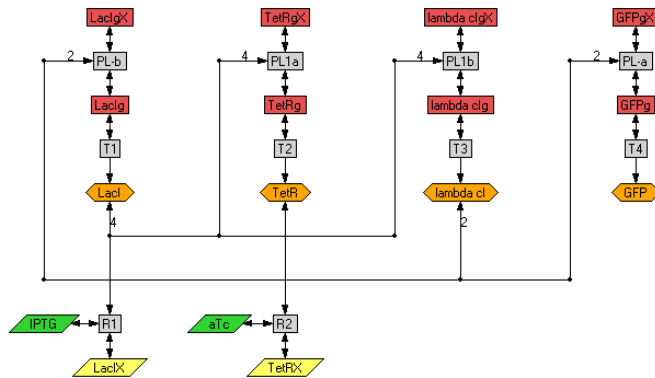 LacIgX TetRgX lambda cIgX GFPgX
2 PL-b 4 PL1a 4 PL1b 2 PL-a
LacIg TetRg lambda cIg GFPg
T1 T2 T3 T4
LacI TetR lambda cI GFP
4 2
IPTG R1 aTc R2
LacIX TetRX